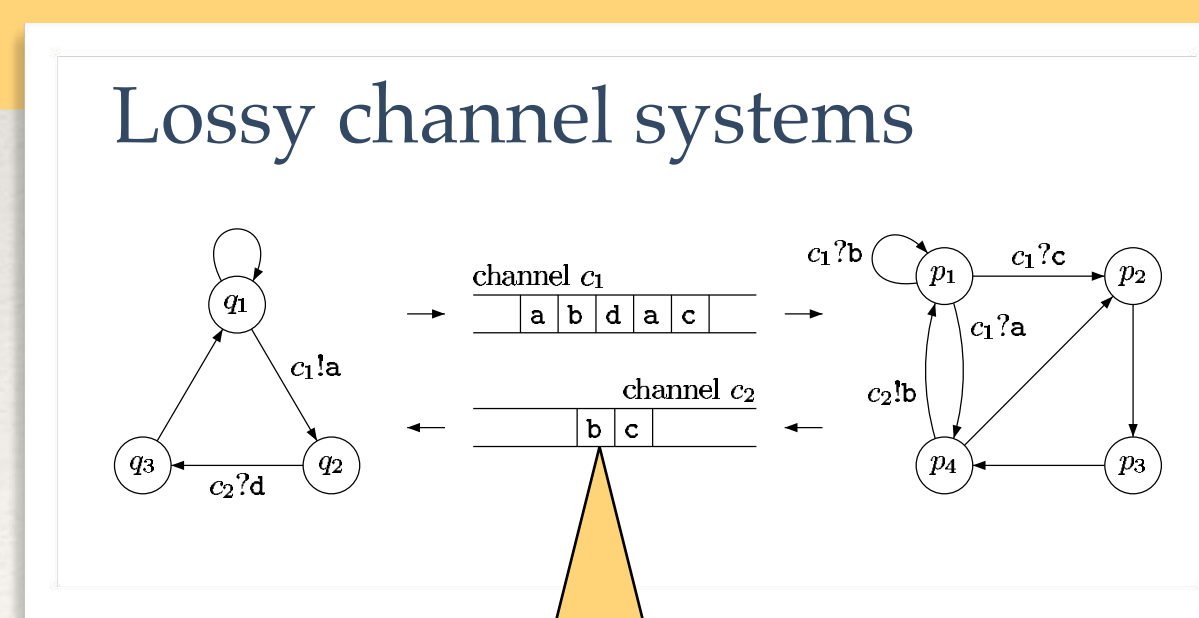 Lossy channel systems
q₁
c₁!a
q₃
q₂
c₂?d
channel c₁
a b d a c
channel c₂
b c
c₁?b
p₁
c₁?c
p₂
c₁?a
c₂!b
p₄
p₃